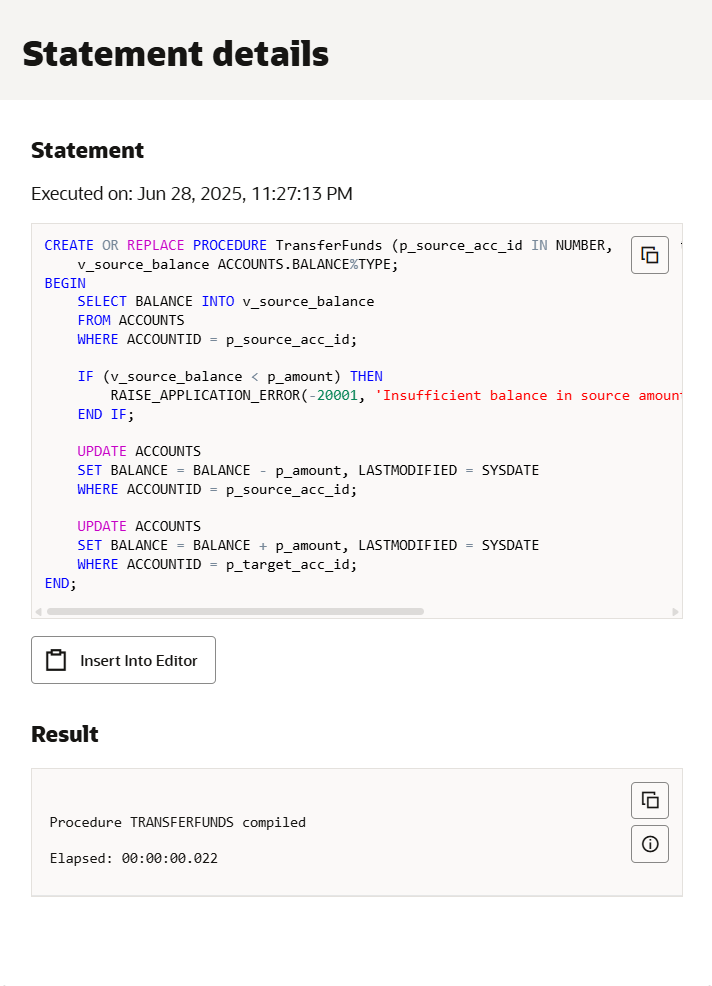 Statement details
Statement
Executed on: Jun 28, 2025, 11:27:13 PM
CREATE OR REPLACE PROCEDURE TransferFunds (p_source_acc_id IN NUMBER,
    v_source_balance ACCOUNTS.BALANCE%TYPE;
BEGIN
    SELECT BALANCE INTO v_source_balance
    FROM ACCOUNTS
    WHERE ACCOUNTID = p_source_acc_id;
    IF (v_source_balance < p_amount) THEN
        RAISE_APPLICATION_ERROR(-20001, 'Insufficient balance in source amount
    END IF;
    UPDATE ACCOUNTS
    SET BALANCE = BALANCE - p_amount, LASTMODIFIED = SYSDATE
    WHERE ACCOUNTID = p_source_acc_id;
    UPDATE ACCOUNTS
    SET BALANCE = BALANCE + p_amount, LASTMODIFIED = SYSDATE
    WHERE ACCOUNTID = p_target_acc_id;
END;
Insert Into Editor
Result
Procedure TRANSFERFUNDS compiled
Elapsed: 00:00:00.022